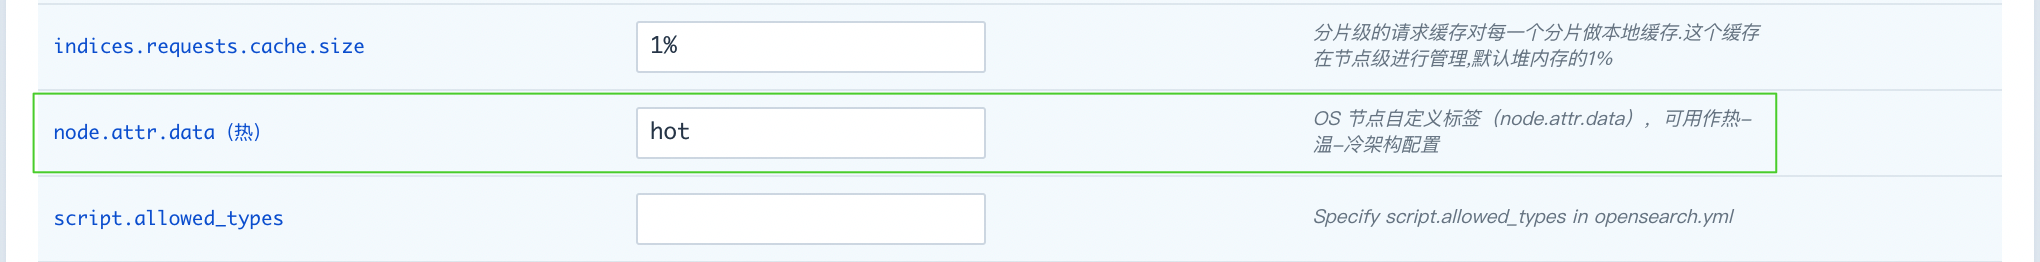 indices.requests.cache.size
1%
分片级的请求缓存对每一个分片做本地缓存.这个缓存
在节点级进行管理,默认堆内存的1%
node.attr.data（热）
hot
OS 节点自定义标签（node.attr.data），可用作热-
温-冷架构配置
script.allowed_types
Specify script.allowed_types in opensearch.yml